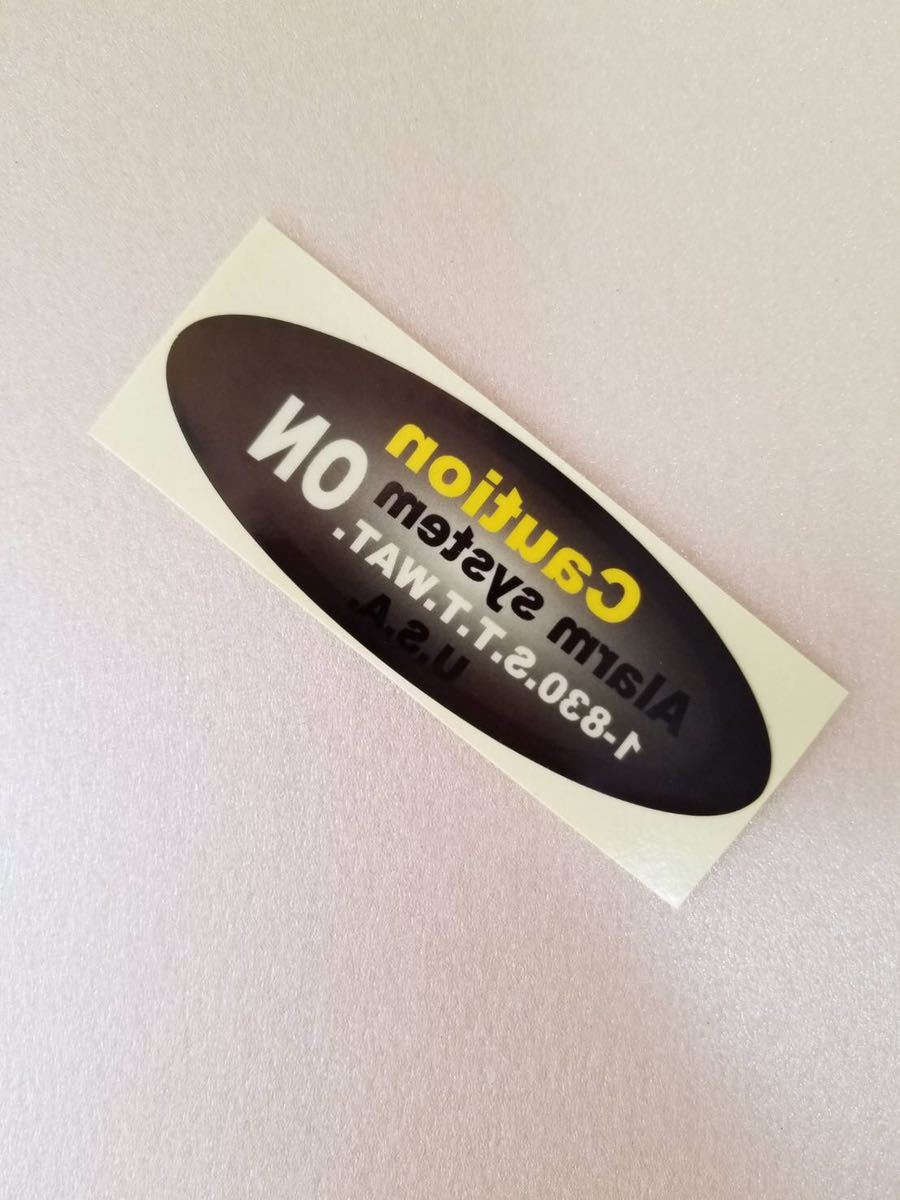 Caution
Alarm system ON
1-830.S.T.T.WAT.
U.S.A.